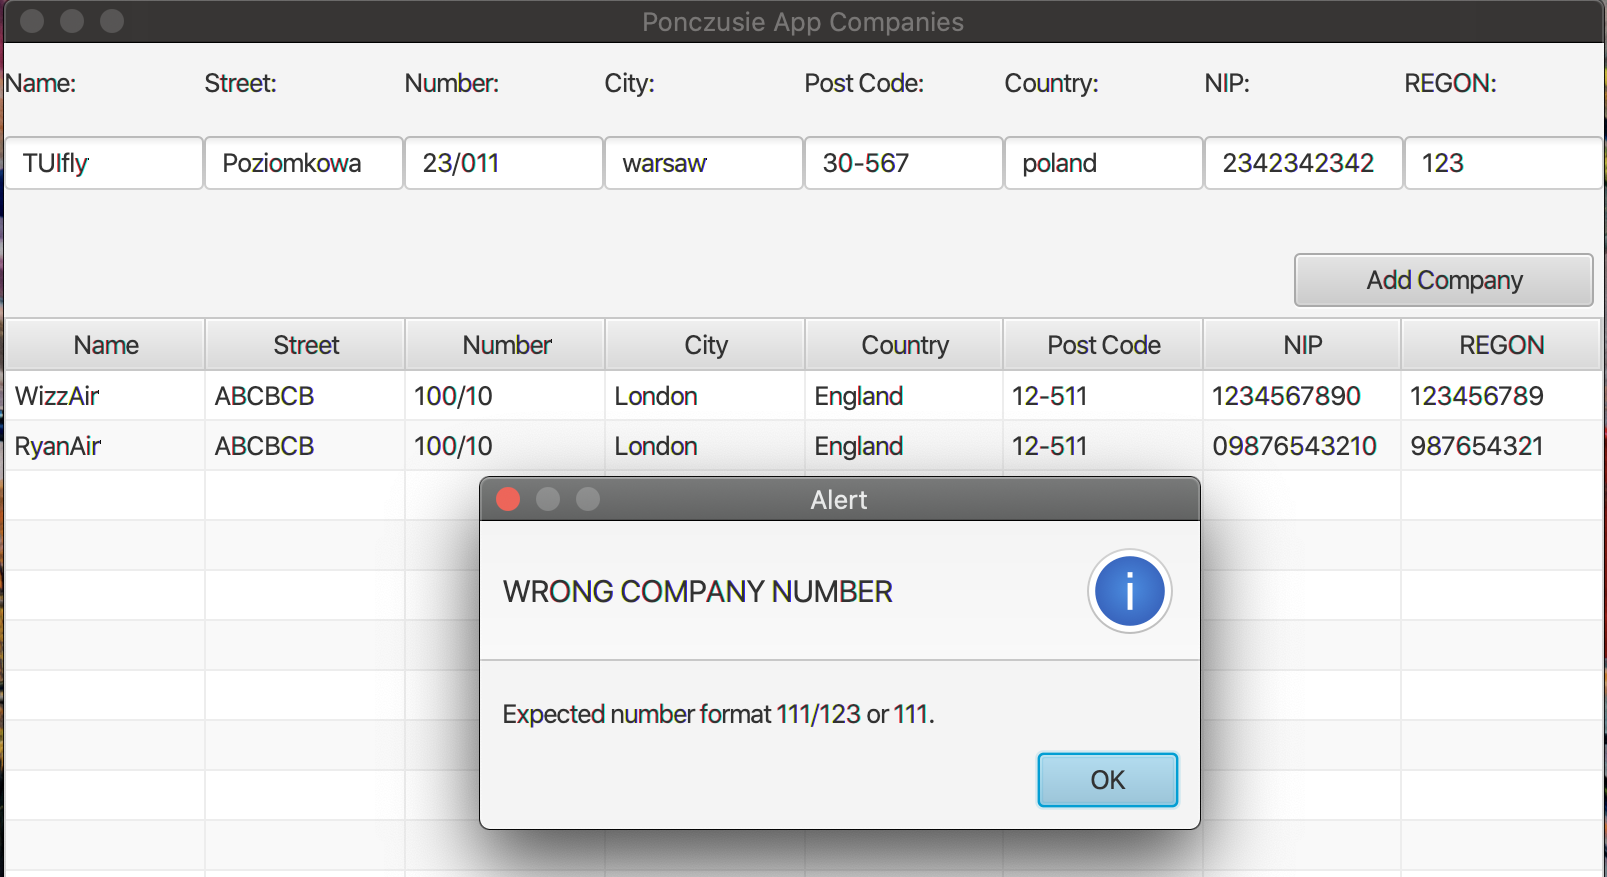 Ponczusie App Companies
Name: Street: Number: City: Post Code: Country: NIP: REGON:
TUIfly Poziomkowa 23/011 warsaw 30-567 poland 2342342342 123
Add Company
Name Street Number City Country Post Code NIP REGON
WizzAir ABCBCB 100/10 London England 12-511 1234567890 123456789
RyanAir ABCBCB 100/10 London England 12-511 09876543210 987654321
Alert
WRONG COMPANY NUMBER
i
Expected number format 111/123 or 111.
OK